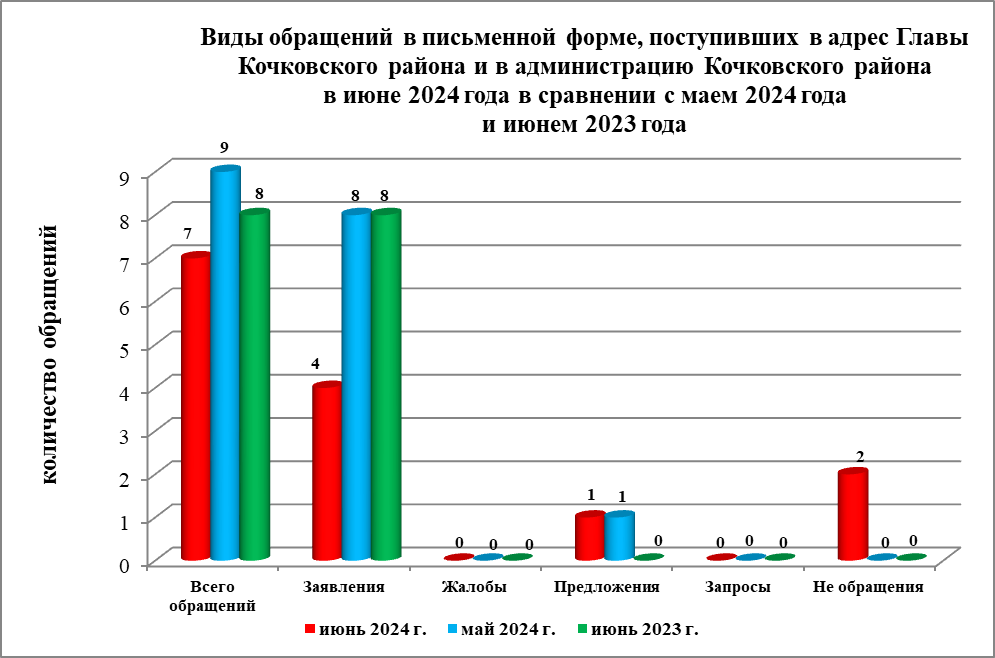 Виды обращений в письменной форме, поступивших в адрес Главы
Кочковского района и в администрацию Кочковского района
в июне 2024 года в сравнении с маем 2024 года
и июнем 2023 года
количество обращений
9
8
7
6
5
4
3
2
1
0
7
9
8
4
8
8
0
0
0
1
1
0
0
0
0
2
0
0
Всего
обращений
Заявления
Жалобы
Предложения
Запросы
Не обращения
июнь 2024 г.
май 2024 г.
июнь 2023 г.